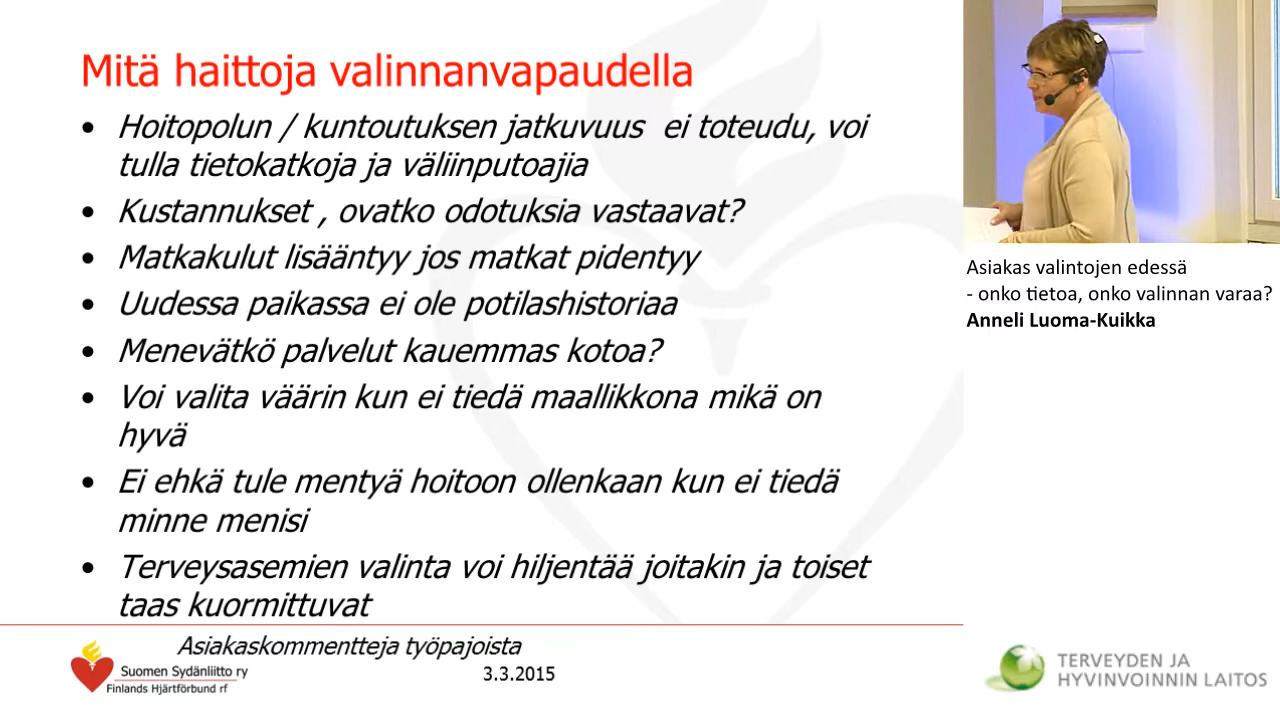 Mitä haittoja valinnanvapaudella
• Hoitopolun / kuntoutuksen jatkuvuus ei toteudu, voi
tulla tietokatkoja ja väliinputoajia
• Kustannukset , ovatko odotuksia vastaavat?
• Matkakulut lisääntyy jos matkat pidentyy
• Uudessa paikassa ei ole potilashistoriaa
• Menevätkö palvelut kauemmas kotoa?
• Voi valita väärin kun ei tiedä maallikkona mikä on
hyvä
• Ei ehkä tule mentyä hoitoon ollenkaan kun ei tiedä
minne menisi
• Terveysasemien valinta voi hiljentää joitakin ja toiset
taas kuormittuvat
Asiakaskommentteja työpajoista
Suomen Sydänliitto ry
Finlands Hjärtförbund rf
3.3.2015
Asiakas valintojen edessä
- onko tietoa, onko valinnan varaa?
Anneli Luoma-Kuikka
TERVEYDEN JA
HYVINVOINNIN LAITOS